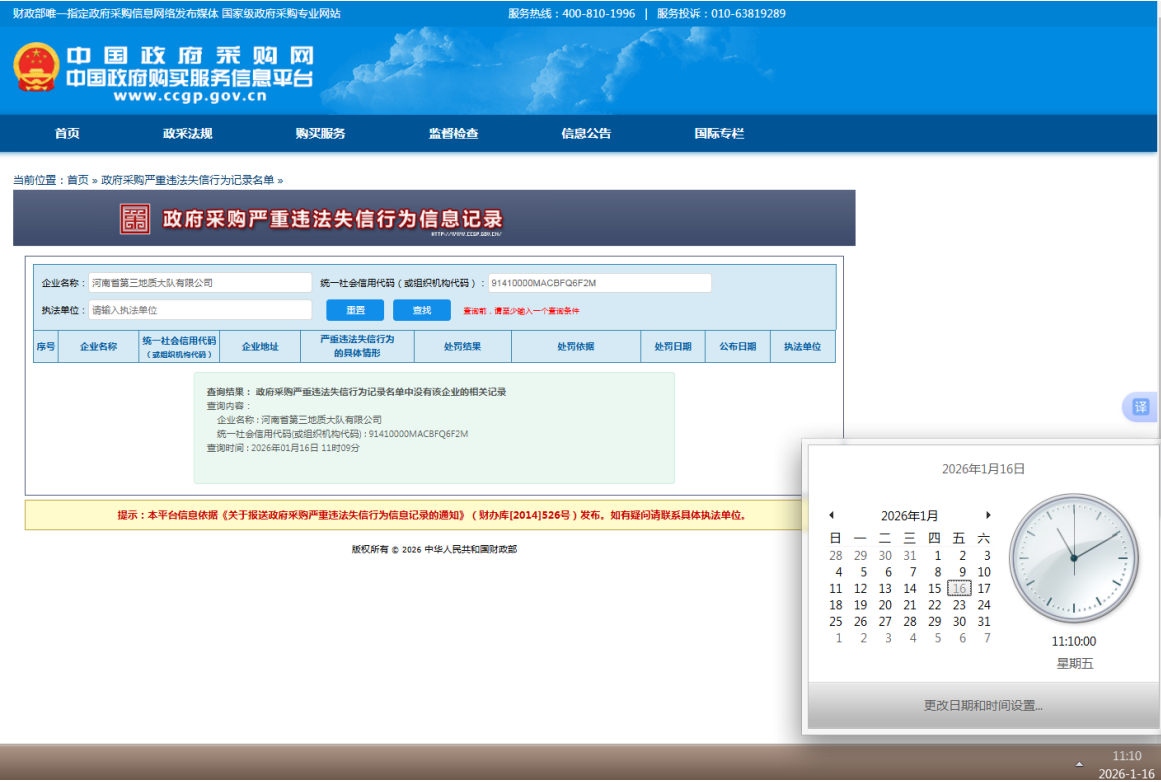 财政部唯一指定政府采购信息网络发布媒体 国家级政府采购专业网站
服务热线：400-810-1996 | 服务投诉：010-63819289
中国政府采购网
中国政府购买服务信息平台
www.ccgp.gov.cn
首页 政采法规 购买服务 监督检查 信息公告 国际专栏
当前位置：首页 » 政府采购严重违法失信行为记录名单 »
政府采购严重违法失信行为信息记录
HTTP://WWW.CCGP.GOV.CN/
企业名称： 河南省第三地质大队有限公司 统一社会信用代码（或组织机构代码）： 91410000MACBFQ6F2M
执法单位： 请输入执法单位 重置 查找 查询前，请至少输入一个查询条件
序号 企业名称 统一社会信用代码 企业地址 严重违法失信行为 处罚结果 处罚依据 处罚日期 公布日期 执法单位
（或组织机构代码） 的具体情形
查询结果： 政府采购严重违法失信行为记录名单中没有该企业的相关记录
查询内容：
企业名称 : 河南省第三地质大队有限公司
统一社会信用代码(或组织机构代码) : 91410000MACBFQ6F2M
查询时间 : 2026年01月16日 11时09分
提示：本平台信息依据《关于报送政府采购严重违法失信行为信息记录的通知》（财办库[2014]526号）发布。如有疑问请联系具体执法单位。
版权所有 © 2026 中华人民共和国财政部
译
2026年1月16日
2026年1月
日 一 二 三 四 五 六
28 29 30 31 1 2 3
4 5 6 7 8 9 10
11 12 13 14 15 16 17
18 19 20 21 22 23 24
25 26 27 28 29 30 31
1 2 3 4 5 6 7
11:10:00
星期五
更改日期和时间设置...
11:10
2026-1-16